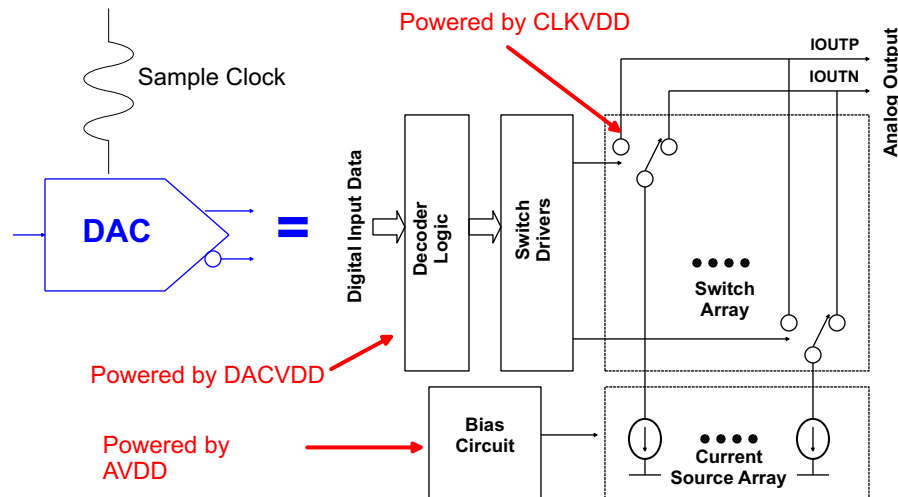 Powered by CLKVDD
IOUTP
IOUTN
Analog Output
Sample Clock
DAC
=
Digital Input Data
Decoder
Logic
Switch
Drivers
Switch
Array
Powered by DACVDD
Powered by
AVDD
Bias
Circuit
Current
Source Array